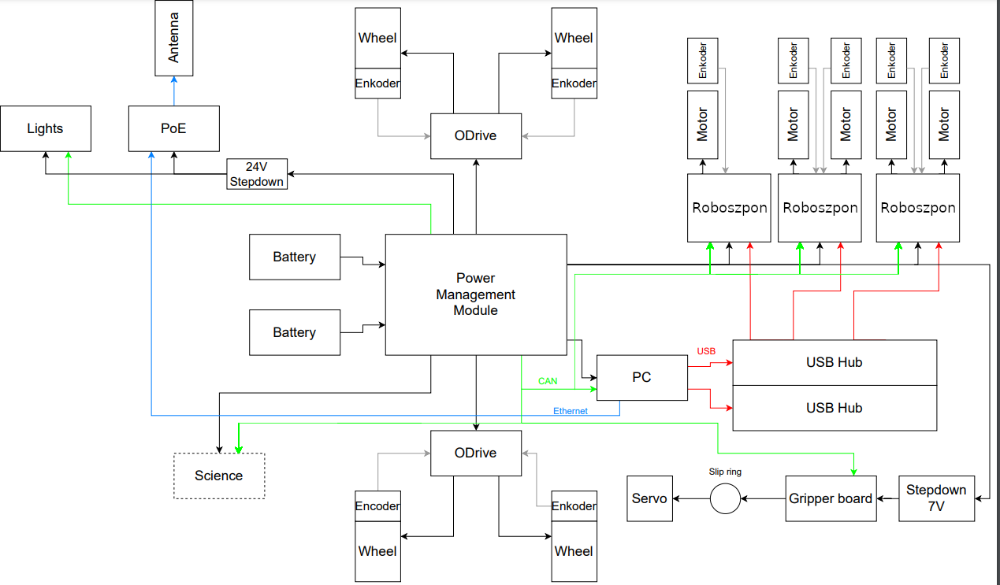 Antenna
Wheel
Wheel
Enkoder
Enkoder
Enkoder
Enkoder
Enkoder
Enkoder
Enkoder
Motor
Motor
Motor
Motor
Motor
Lights
PoE
ODrive
24V
Stepdown
Roboszpon
Roboszpon
Roboszpon
Battery
Power
Management
Module
Battery
USB
USB Hub
CAN
PC
Ethernet
USB Hub
ODrive
Science
Slip ring
Servo
Gripper board
Stepdown
7V
Encoder
Enkoder
Wheel
Wheel